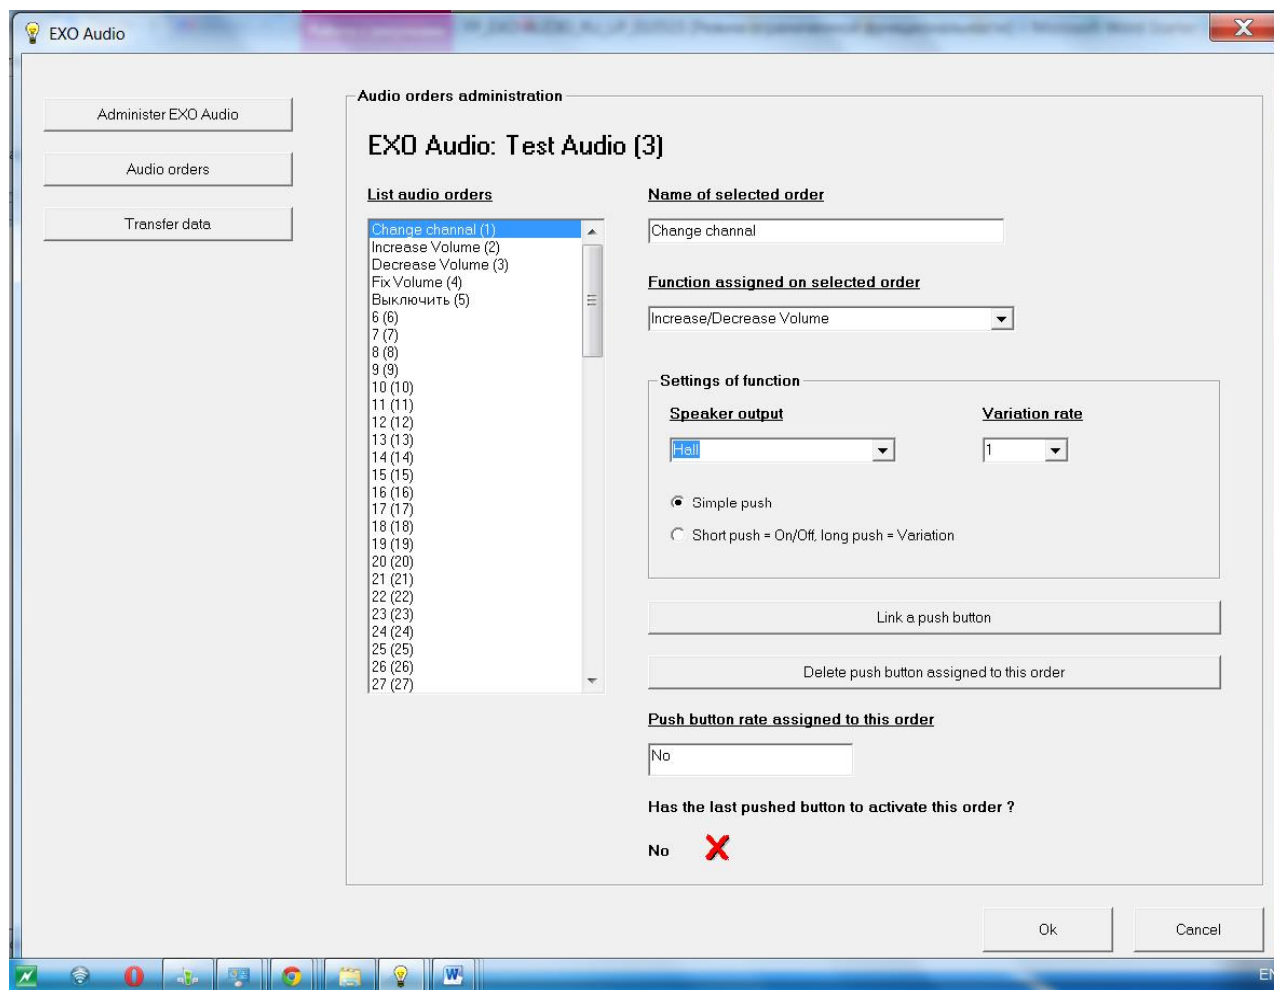 EXO Audio
Administer EXO Audio
Audio orders
Transfer data
Audio orders administration
EXO Audio: Test Audio (3)
List audio orders
Change channal (1)
Increase Volume (2)
Decrease Volume (3)
Fix Volume (4)
Выключить (5)
6 (6)
7 (7)
8 (8)
9 (9)
10 (10)
11 (11)
12 (12)
13 (13)
14 (14)
15 (15)
16 (16)
17 (17)
18 (18)
19 (19)
20 (20)
21 (21)
22 (22)
23 (23)
24 (24)
25 (25)
26 (26)
27 (27)
Name of selected order
Change channal
Function assigned on selected order
Increase/Decrease Volume
Settings of function
Speaker output
Variation rate
Hall
1
Simple push
Short push = On/Off, long push = Variation
Link a push button
Delete push button assigned to this order
Push button rate assigned to this order
No
Has the last pushed button to activate this order ?
No
Ok
Cancel
EN